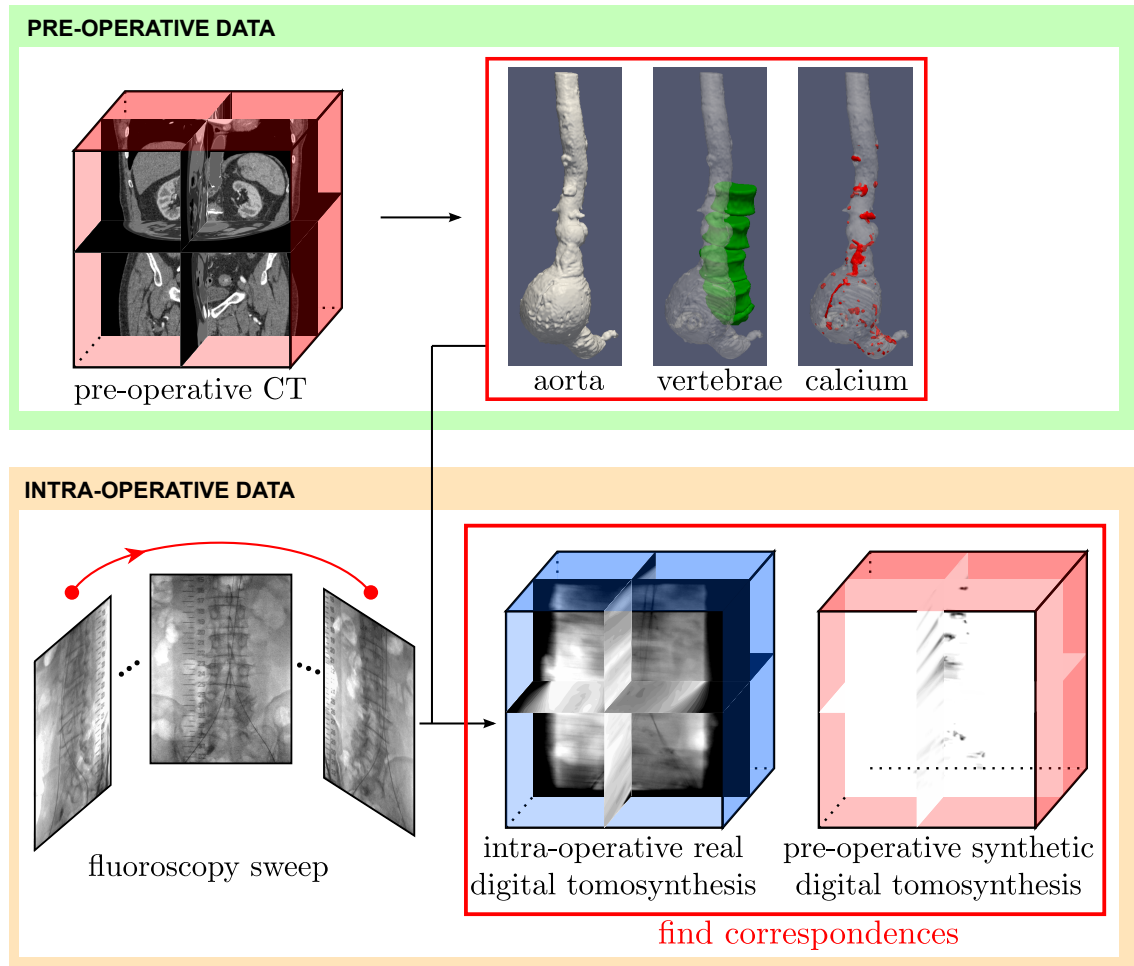 PRE-OPERATIVE DATA
pre-operative CT
aorta
vertebrae
calcium
INTRA-OPERATIVE DATA
fluoroscopy sweep
intra-operative real
digital tomosynthesis
pre-operative synthetic
digital tomosynthesis
find correspondences